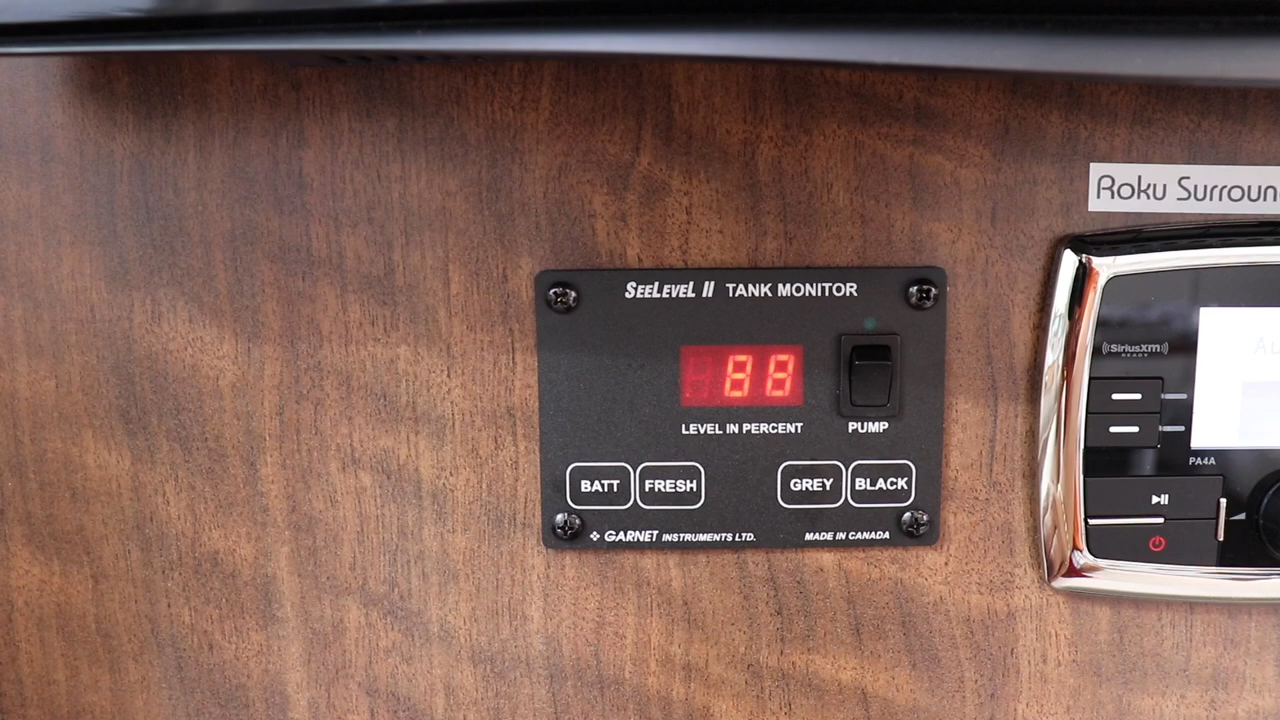 Roku Surroun
SEELEVEL II TANK MONITOR
88
LEVEL IN PERCENT
PUMP
BATT
FRESH
GREY
BLACK
GARNET INSTRUMENTS LTD.
MADE IN CANADA
SiriusXM
READY
PA4A